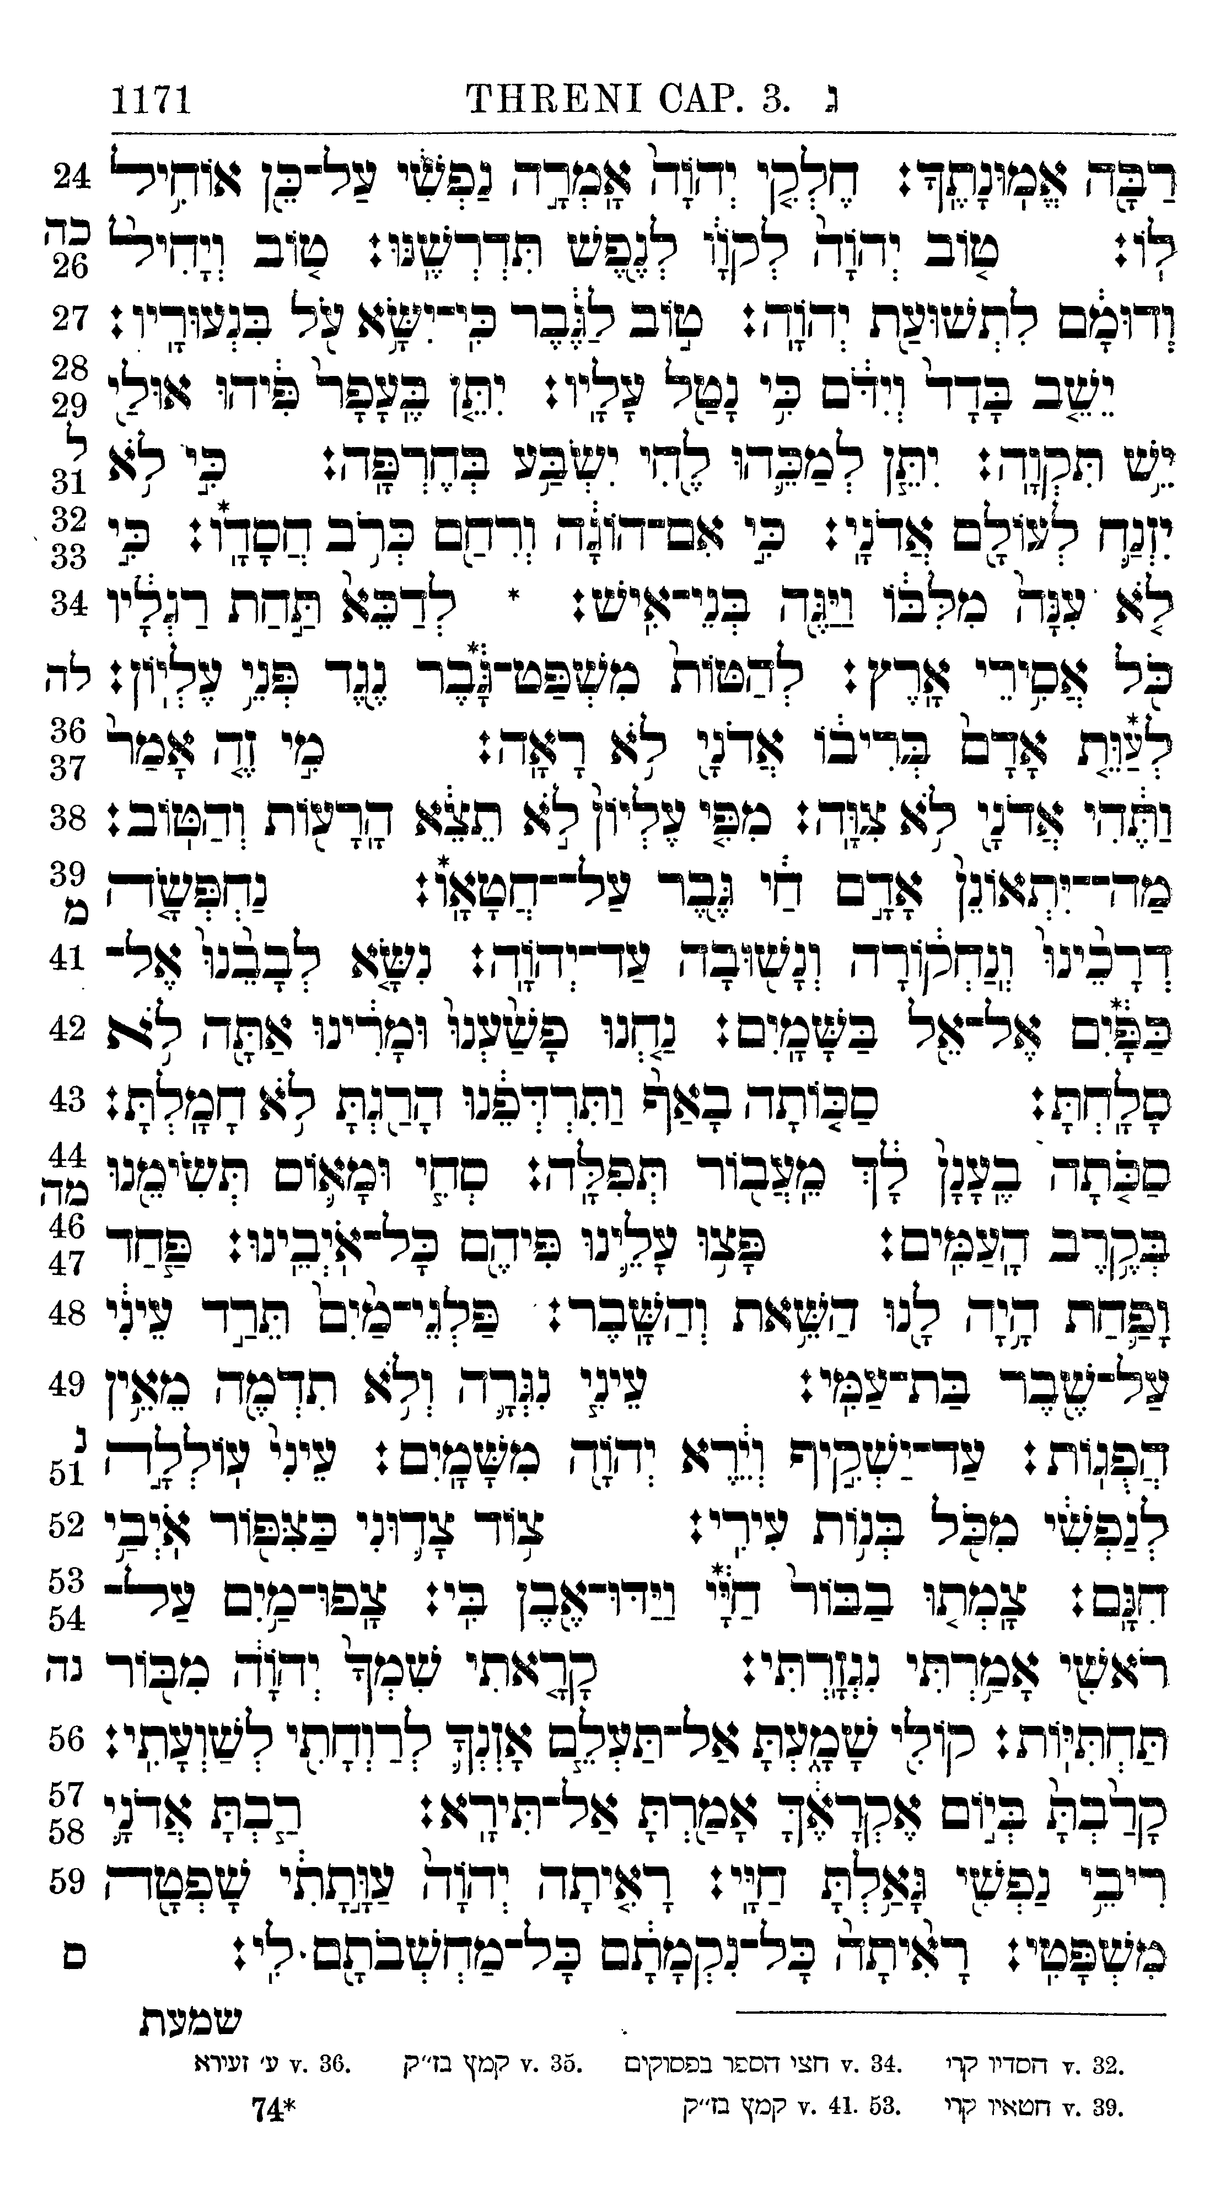 1171 THRENI CAP. 3. ג
24 רַבָּ֖ה אֱמֽוּנָתֶֽךָ׃ חֶלְקִ֤י יְהוָה֙ אָֽמְרָ֣ה נַפְשִׁ֔י עַל־כֵּ֖ן אוֹחִ֥יל
כה 26 לֽוֹ׃ ט֤וֹב יְהוָה֙ לְקוָֹ֔ו לְנֶ֖פֶשׁ תִּדְרְשֶֽׁנּוּ׃ ט֤וֹב וְיָחִיל֙
27 וְדוּמָ֔ם לִתְשׁוּעַ֖ת יְהוָֽה׃ ט֣וֹב לַגֶּ֔בֶר כִּֽי־יִשָּׂ֥א עֹ֖ל בִּנְעוּרָֽיו׃
28 29 יֵשֵׁ֤ב בָּדָד֙ וְיִדֹּ֔ם כִּ֥י נָטַ֖ל עָלָֽיו׃ יִתֵּ֤ן בֶּֽעָפָר֙ פִּ֔יהוּ אוּלַ֖י
ל 31 יֵ֥שׁ תִּקְוָֽה׃ יִתֵּ֧ן לְמַכֵּ֛הוּ לֶ֖חִי יִשְׂבַּ֥ע בְּחֶרְפָּֽה׃ כִּ֣י לֹ֥א
32 33 יִזְנַ֛ח לְעוֹלָ֖ם אֲדֹנָֽי׃ כִּ֣י אִם־הוֹגָ֔ה וְרִחַ֖ם כְּרֹ֥ב חֲסָדָֽו*׃ כִּ֣י
34 לֹ֤א עִנָּה֙ מִלִּבּ֔וֹ וַיַּגֶּ֖ה בְּנֵי־אִֽישׁ׃ * לְדַכֵּא֙ תַּ֣חַת רַגְלָ֔יו
לה כֹּ֖ל אֲסִ֥ירֵי אָֽרֶץ׃ לְהַטּוֹת֙ מִשְׁפַּט־גָּ֔בֶר* נֶ֖גֶד פְּנֵ֥י עֶלְיֽוֹן׃
36 37 לְעַוֵּ֤ת* אָדָם֙ בְּרִיב֔וֹ אֲדֹנָ֖י לֹ֥א רָאָֽה׃ מִ֣י זֶ֤ה אָמַר֙
38 וַתֶּ֔הִי אֲדֹנָ֖י לֹ֥א צִוָּֽה׃ מִפִּ֤י עֶלְיוֹן֙ לֹ֣א תֵצֵ֔א הָרָע֖וֹת וְהַטּֽוֹב׃
39 מ מַה־יִּתְאוֹנֵן֙ אָדָ֣ם חָ֔י גֶּ֖בֶר עַל־חֲטָאָֽו*׃ נַחְפְּשָׂ֤ה
41 דְרָכֵ֙ינוּ֙ וְֽנַחְקֹ֔ורָה וְנָשׁ֖וּבָה עַד־יְהוָֽה׃ נִשָּׂ֤א לְבָבֵ֙נוּ֙ אֶל־
42 כַּפָּ֔יִם* אֶל־אֵ֖ל בַּשָּׁמָֽיִם׃ נַ֤חְנוּ פָשַׁ֙עְנוּ֙ וּמָרִ֔ינוּ אַתָּ֖ה לֹ֥א
43 סָלָֽחְתָּ׃ סַכּ֤וֹתָה בָאַף֙ וַֽתִּרְדְּפֵ֔נוּ הָרַ֖גְתָּ לֹ֥א חָמָֽלְתָּ׃
44 מה סַכֹּ֤תָה בֶֽעָנָן֙ לָ֔ךְ מֵעֲב֖וֹר תְּפִלָּֽה׃ סְחִ֧י וּמָא֛וֹס תְּשִׂימֵ֖נוּ
46 47 בְּקֶ֥רֶב הָֽעַמִּֽים׃ פָּצ֥וּ עָלֵ֛ינוּ פִּיהֶ֖ם כָּל־אֹיְבֵֽינוּ׃ פַּ֧חַד
48 וָפַ֛חַת הָ֥יָה לָ֖נוּ הַשֵּׁ֥את וְהַשָּֽׁבֶר׃ פַּלְגֵי־מַ֙יִם֙ תֵּרַ֣ד עֵינִ֔י
49 עַל־שֶׁ֖בֶר בַּת־עַמִּֽי׃ עֵינִ֧י נִגְּרָ֛ה וְלֹ֥א תִדְמֶ֖ה מֵאֵ֥ין
נ 51 הֲפֻגֽוֹת׃ עַד־יַשְׁקִ֣יף וְיֵ֔רֶא יְהוָ֖ה מִשָּׁמָֽיִם׃ עֵינִי֙ עֽוֹלְלָ֣ה
52 לְנַפְשִׁ֔י מִכֹּ֖ל בְּנ֥וֹת עִירִֽי׃ צ֥וֹד צָד֛וּנִי כַּצִּפּ֖וֹר אֹֽיְבַ֥י
53 54 חִנָּֽם׃ צָֽמְת֤וּ בַבּוֹר֙ חַיָּ֔י* וַיַּדּוּ־אֶ֖בֶן בִּֽי׃ צָֽפוּ־מַ֥יִם עַל־
נה רֹאשִׁ֖י אָמַ֥רְתִּי נִגְזָֽרְתִּי׃ קָרָ֤אתִי שִׁמְךָ֙ יְהוָ֔ה מִבּ֖וֹר
56 תַּחְתִּיּֽוֹת׃ קוֹלִ֖י שָׁמָ֑עְתָּ אַל־תַּעְלֵ֧ם אָזְנְךָ֛ לְרַוְחָתִ֖י לְשַׁוְעָתִֽי׃
57 58 קָרַ֙בְתָּ֙ בְּי֣וֹם אֶקְרָאֶ֔ךָּ אָמַ֖רְתָּ אַל־תִּירָֽא׃ רַ֧בְתָּ אֲדֹנָ֛י
59 רִיבֵ֥י נַפְשִׁ֖י גָּאַ֥לְתָּ חַיָּֽי׃ רָאִ֤יתָה יְהוָה֙ עַוָּ֣תָתִ֔י שָׁפְטָ֖ה
ס מִשְׁפָּטִֽי׃ רָאִ֙יתָה֙ כָּל־נִקְמָתָ֔ם כָּל־מַחְשְׁבֹתָ֖ם לִֽי׃
שמעת
v. 32. חסדיו קרי v. 34. חצי הספר בפסוקים v. 35. קמץ בז״ק v. 36. ע׳ זעירא
v. 39. חטאיו קרי v. 41. 53. קמץ בז״ק
74*